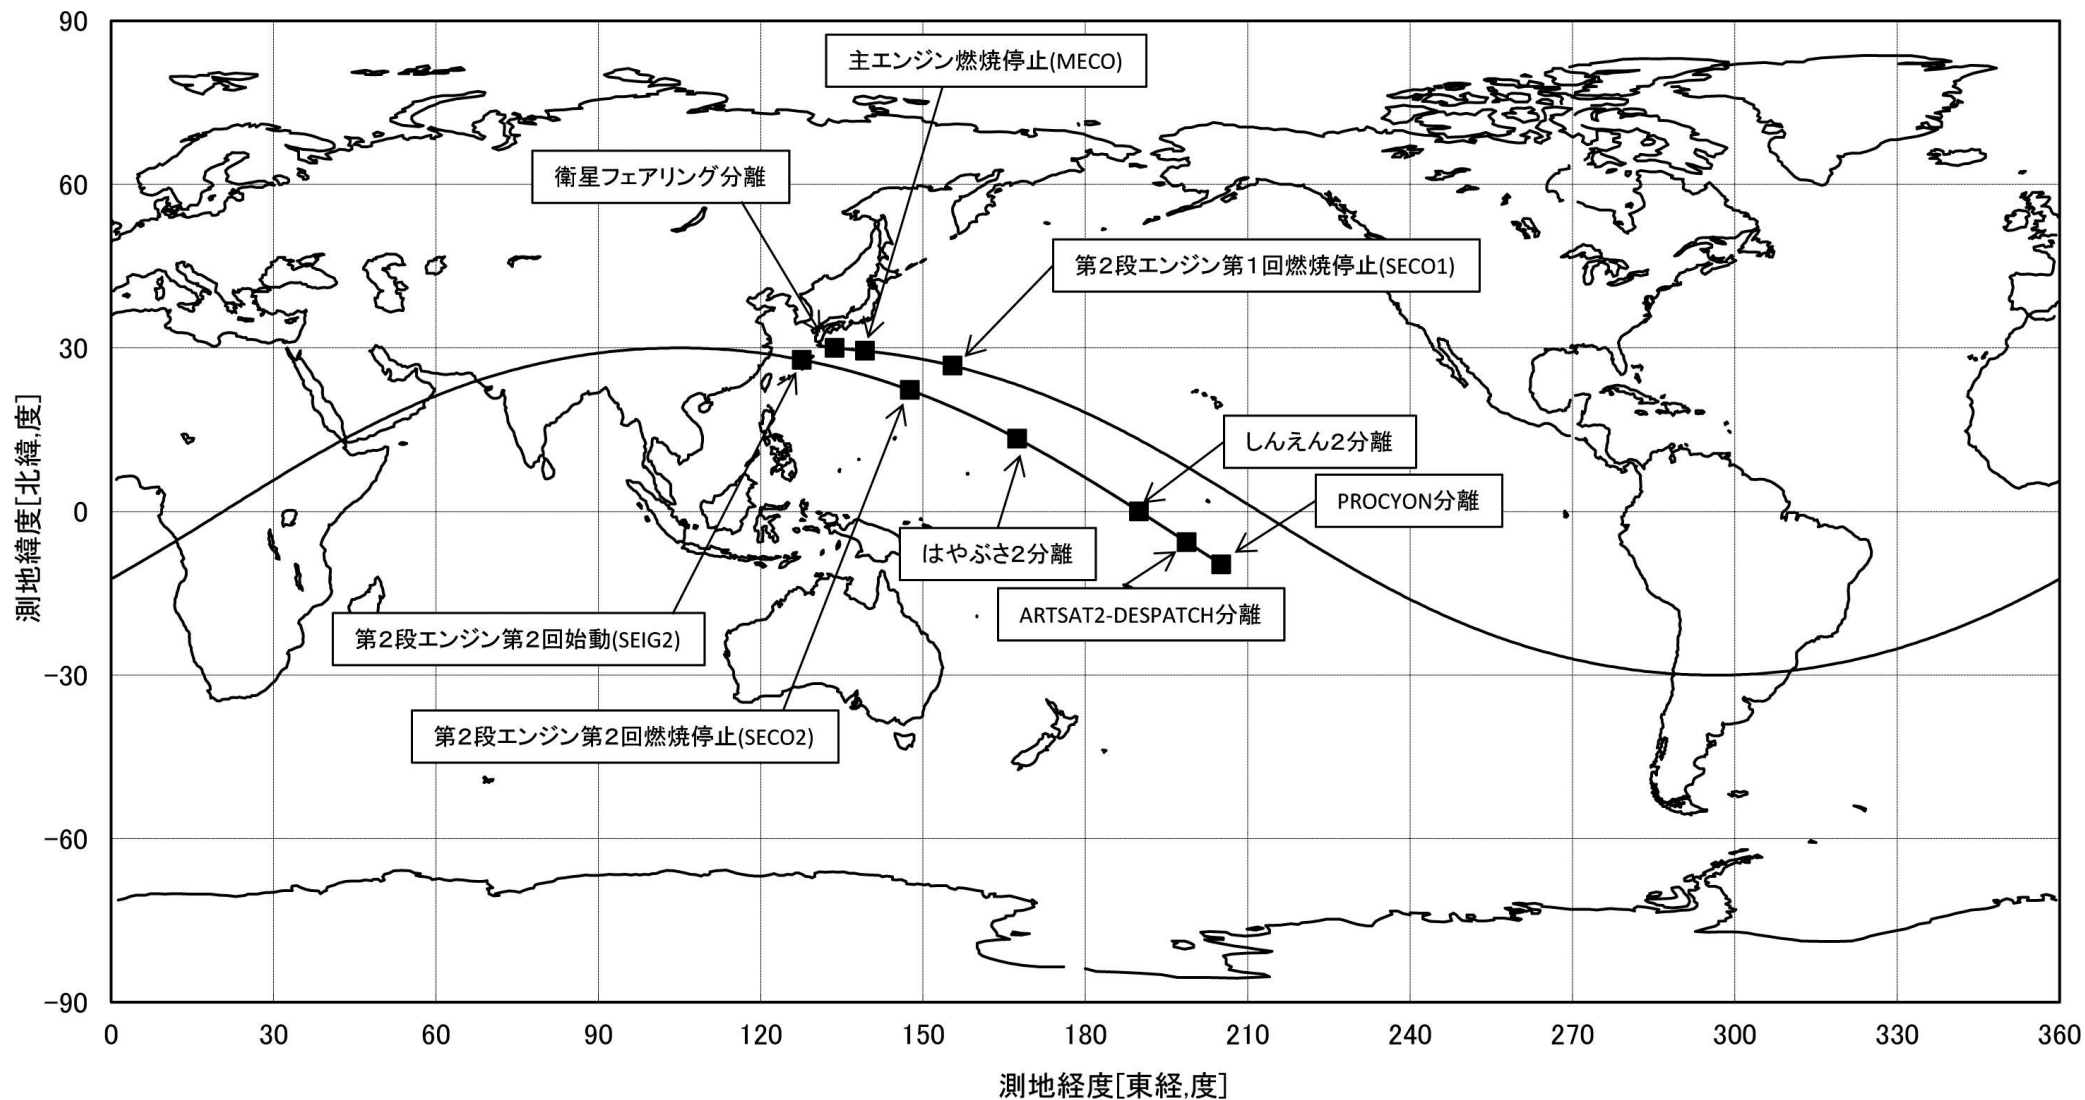 90
60
30
0
-30
-60
-90
測地緯度[北緯,度]
主エンジン燃焼停止(MECO)
衛星フェアリング分離
第２段エンジン第１回燃焼停止(SECO1)
しんえん２分離
PROCYON分離
はやぶさ２分離
ARTSAT2-DESPATCH分離
第２段エンジン第２回始動(SEIG2)
第２段エンジン第２回燃焼停止(SECO2)
0 30 60 90 120 150 180 210 240 270 300 330 360
測地経度[東経,度]